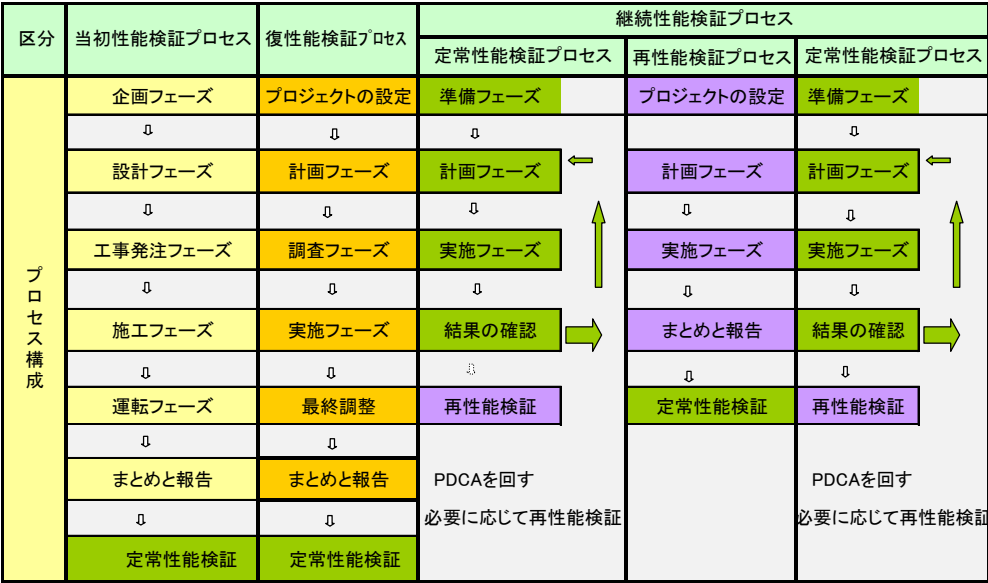 継続性能検証プロセス
区分 当初性能検証プロセス 復性能検証プロセス
定常性能検証プロセス 再性能検証プロセス 定常性能検証プロセス
企画フェーズ プロジェクトの設定 準備フェーズ プロジェクトの設定 準備フェーズ
設計フェーズ 計画フェーズ 計画フェーズ 計画フェーズ 計画フェーズ
工事発注フェーズ 調査フェーズ 実施フェーズ 実施フェーズ 実施フェーズ
プロセス構成
施工フェーズ 実施フェーズ 結果の確認 まとめと報告 結果の確認
運転フェーズ 最終調整 再性能検証 定常性能検証 再性能検証
まとめと報告 まとめと報告 PDCAを回す PDCAを回す
必要に応じて再性能検証 必要に応じて再性能検証
定常性能検証 定常性能検証